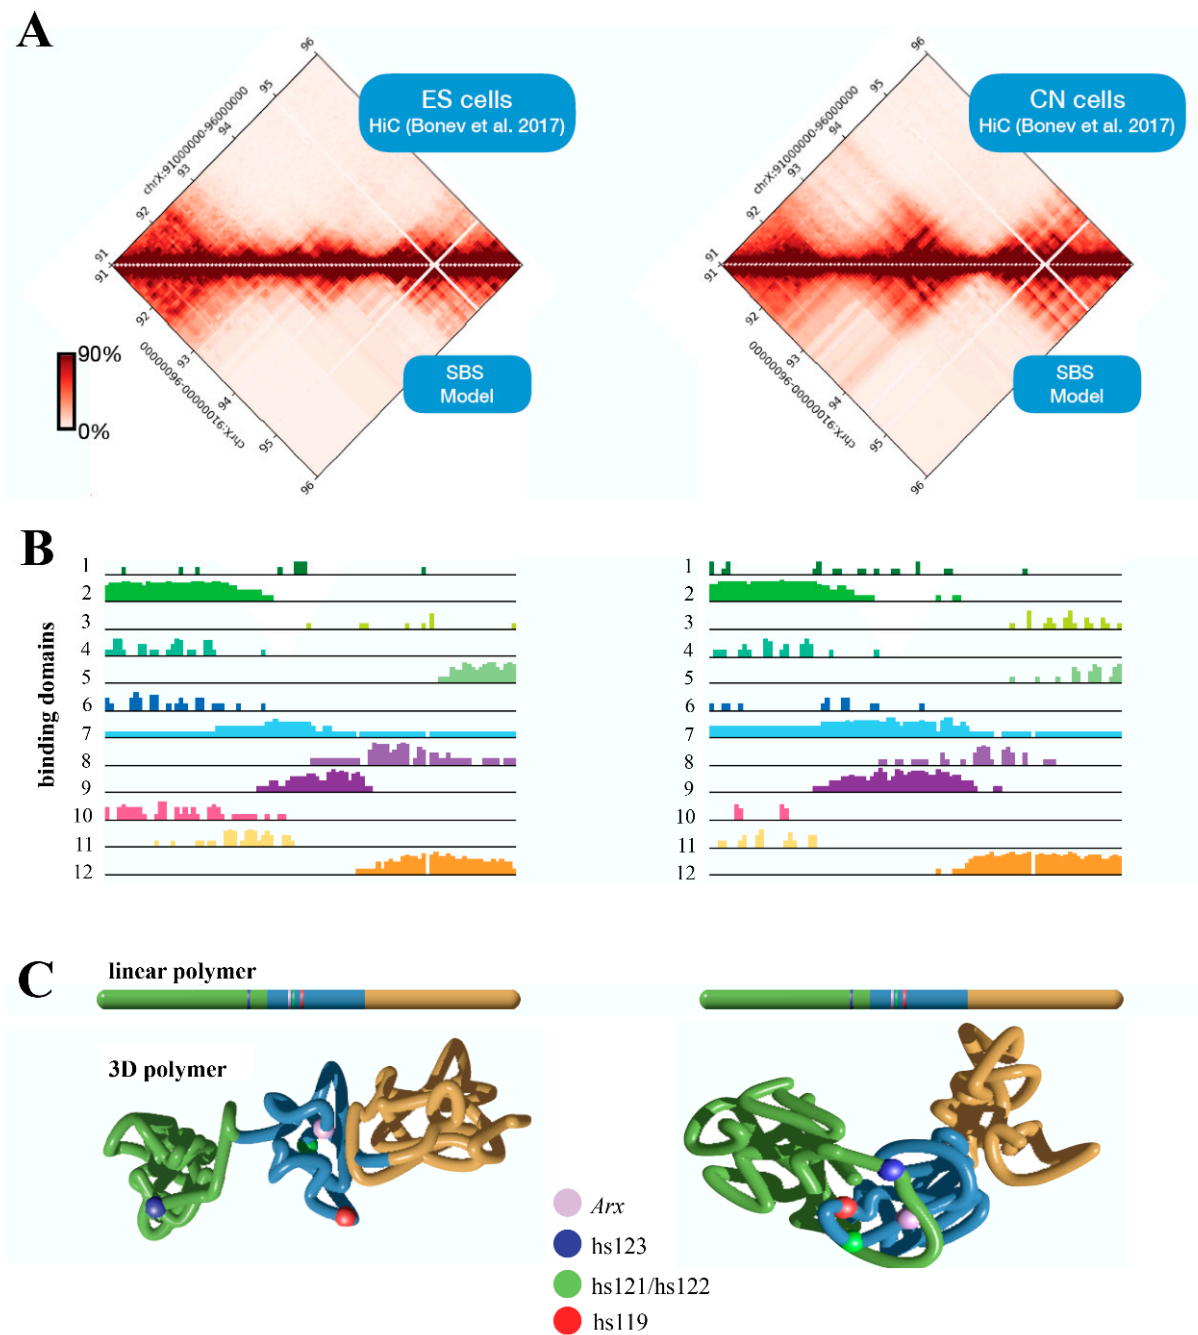 A
96
95
94
93
92
91
chrX:91000000-96000000
ES cells
HiC (Bonev et al. 2017)
91
92
93
94
95
96
chrX:91000000-96000000
SBS
Model
90%
0%
96
95
94
93
92
91
chrX:91000000-96000000
CN cells
HiC (Bonev et al. 2017)
91
92
93
94
95
96
chrX:91000000-96000000
SBS
Model
B
binding domains
1
2
3
4
5
6
7
8
9
10
11
12
1
2
3
4
5
6
7
8
9
10
11
12
C
linear polymer
3D polymer
Arx
hs123
hs121/hs122
hs119